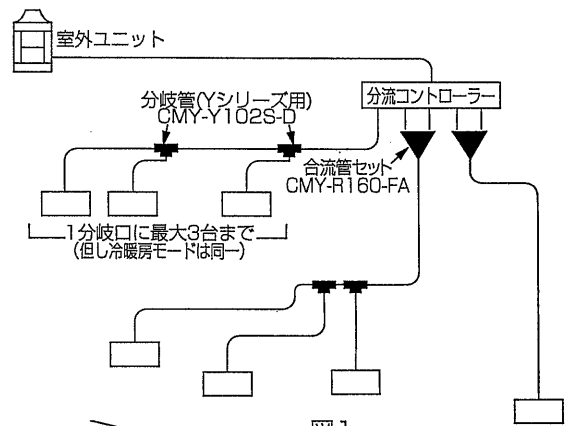 室外ユニット
分流コントローラー
分岐管(Yシリーズ用)
CMY-Y102S-D
合流管セット
CMY-R160-FA
1分岐口に最大3台まで
(但し冷暖房モードは同一)